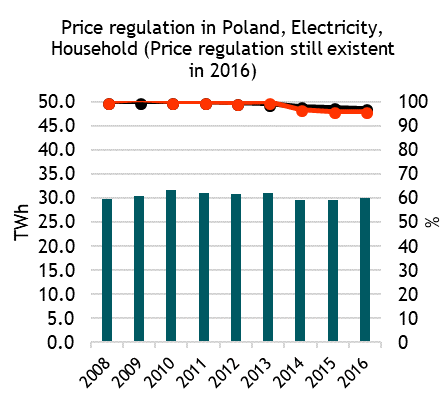 Price regulation in Poland, Electricity,
Household (Price regulation still existent
in 2016)
50.0 100
45.0 90
40.0 80
35.0 70
30.0 60
25.0 50
20.0 40
15.0 30
10.0 20
5.0 10
0.0 0
TWh
%
2008 2009 2010 2011 2012 2013 2014 2015 2016